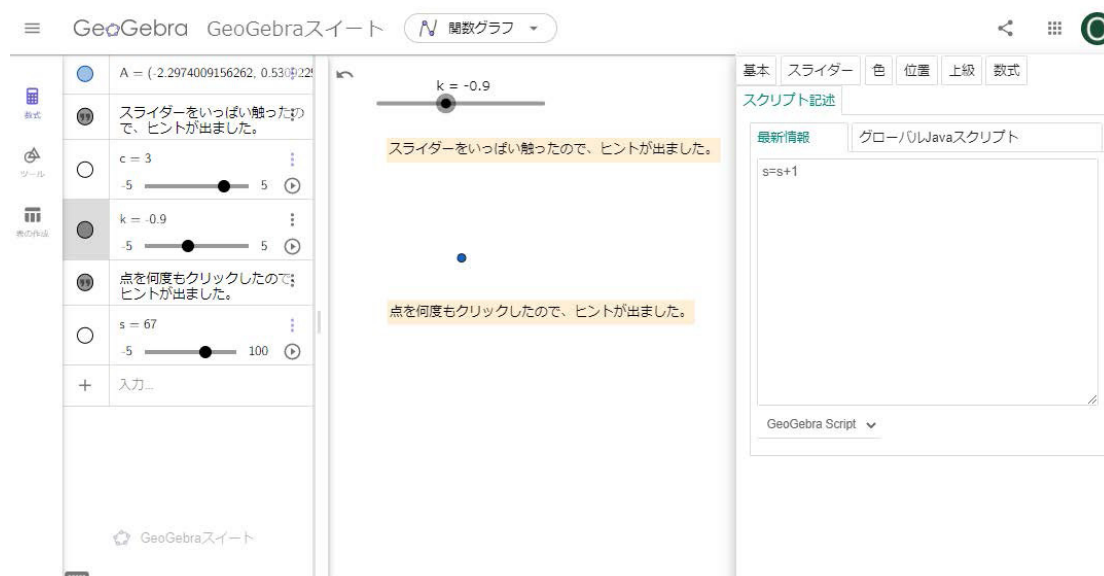 GeoGebra GeoGebraスイート 関数グラフ
数式
ツール
表の作成
スライダーをいっぱい触ったの
で、ヒントが出ました。
c = 3
-5 5
k = -0.9
-5 5
点を何度もクリックしたので、
ヒントが出ました。
s = 67
-5 100
+ 入力...
GeoGebraスイート
k = -0.9
スライダーをいっぱい触ったので、ヒントが出ました。
点を何度もクリックしたので、ヒントが出ました。
基本 スライダー 色 位置 上級 数式
スクリプト記述
最新情報 グローバルJavaスクリプト
s=s+1
GeoGebra Script